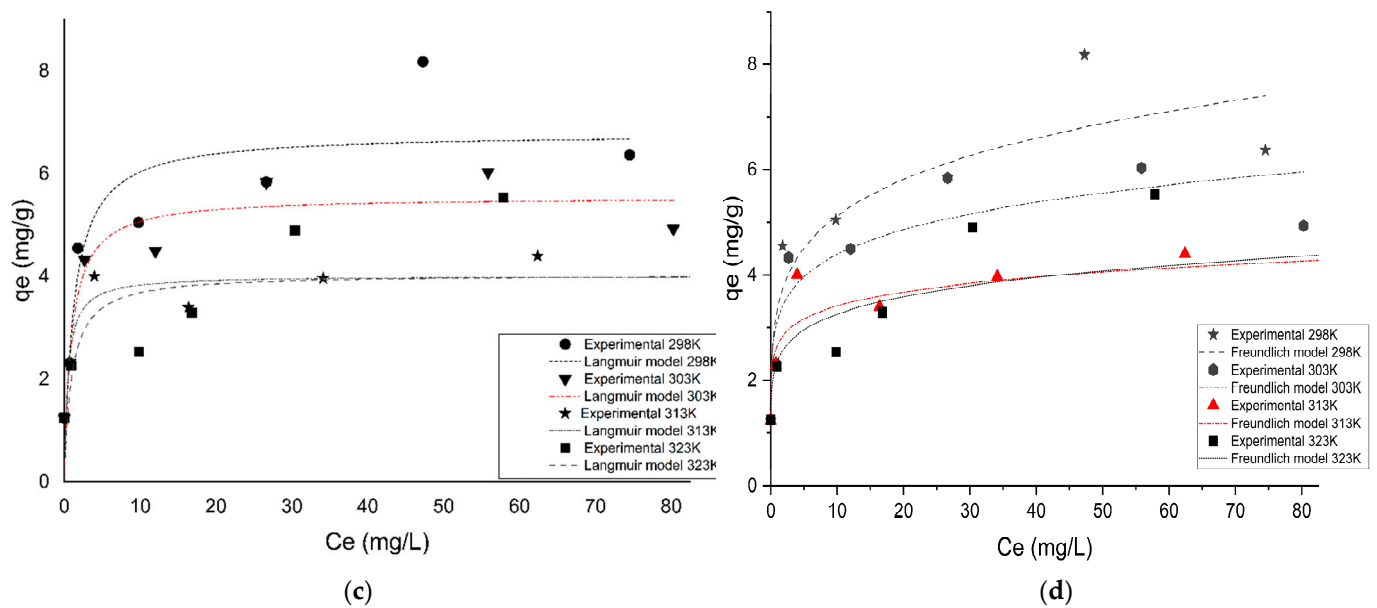 8
6
4
2
0
qe (mg/g)
0 10 20 30 40 50 60 70 80
Ce (mg/L)
Experimental 298K
Langmuir model 298K
Experimental 303K
Langmuir model 303K
Experimental 313K
Langmuir model 313K
Experimental 323K
Langmuir model 323K
(c)
8
6
4
2
0
qe (mg/g)
0 10 20 30 40 50 60 70 80
Ce (mg/L)
Experimental 298K
Freundlich model 298K
Experimental 303K
Freundlich model 303K
Experimental 313K
Freundlich model 313K
Experimental 323K
Freundlich model 323K
(d)